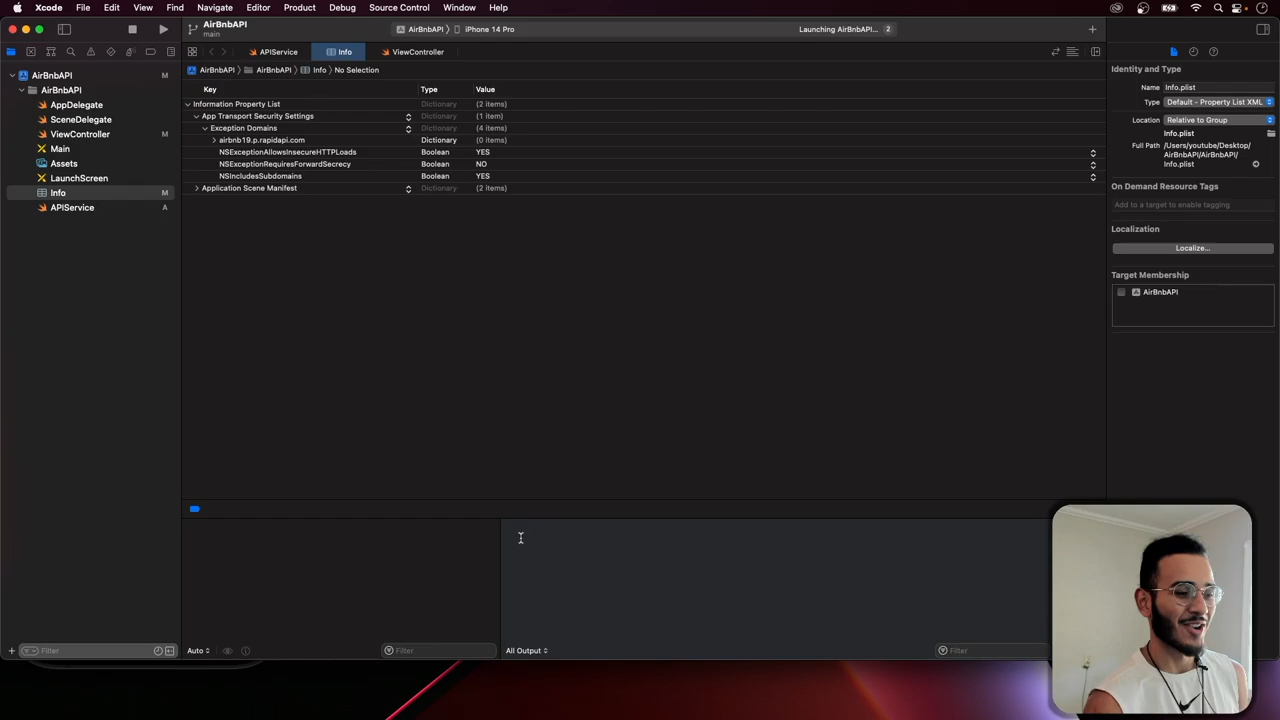 Xcode File Edit View Find Navigate Editor Product Debug Source Control Window Help
AirBnbAPI
main
AirBnbAPI 〉 iPhone 14 Pro
Launching AirBnbAPI... 2
APIService Info ViewController
AirBnbAPI 〉 AirBnbAPI 〉 Info 〉 No Selection
Key Type Value
Information Property List Dictionary (2 items)
App Transport Security Settings Dictionary (1 item)
Exception Domains Dictionary (4 items)
airbnb19.p.rapidapi.com Dictionary (0 items)
NSExceptionAllowsInsecureHTTPLoads Boolean YES
NSExceptionRequiresForwardSecrecy Boolean NO
NSIncludesSubdomains Boolean YES
Application Scene Manifest Dictionary (2 items)
AirBnbAPI M
AirBnbAPI
AppDelegate
SceneDelegate
ViewController M
Main
Assets
LaunchScreen
Info M
APIService A
Filter
Auto
Filter
All Output
Filter
Identity and Type
Name Info.plist
Type Default - Property List XML
Location Relative to Group
Info.plist
Full Path /Users/youtube/Desktop/
AirBnbAPI/AirBnbAPI/
Info.plist
On Demand Resource Tags
Add to a target to enable tagging
Localization
Localize...
Target Membership
AirBnbAPI